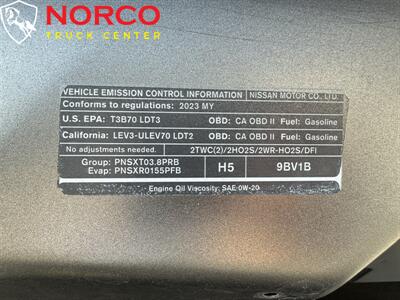 NORCO
TRUCK CENTER
VEHICLE EMISSION CONTROL INFORMATION NISSAN MOTOR CO., LTD.
Conforms to regulations: 2023 MY
U.S. EPA: T3B70 LDT3 OBD: CA OBD II Fuel: Gasoline
California: LEV3-ULEV70 LDT2 OBD: CA OBD II Fuel: Gasoline
No adjustments needed. 2TWC(2)/2HO2S/2WR-HO2S/DFI
Group: PNSXT03.8PRB H5 9BV1B
Evap: PNSXR0155PFB
Engine Oil Viscosity: SAE 0W-20